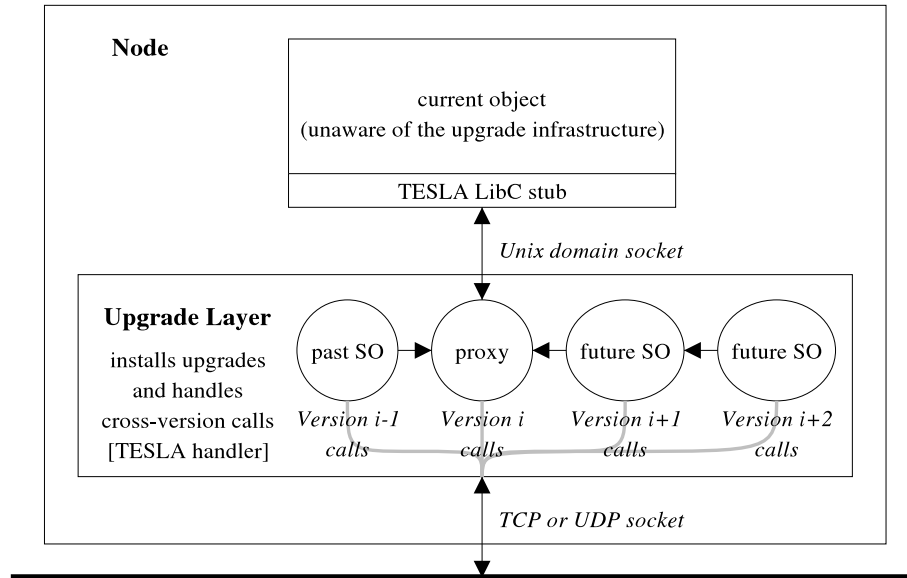 Node
current object
(unaware of the upgrade infrastructure)
TESLA LibC stub
Unix domain socket
Upgrade Layer
installs upgrades
and handles
cross-version calls
[TESLA handler]
past SO
proxy
future SO
future SO
Version i-1
calls
Version i
calls
Version i+1
calls
Version i+2
calls
TCP or UDP socket